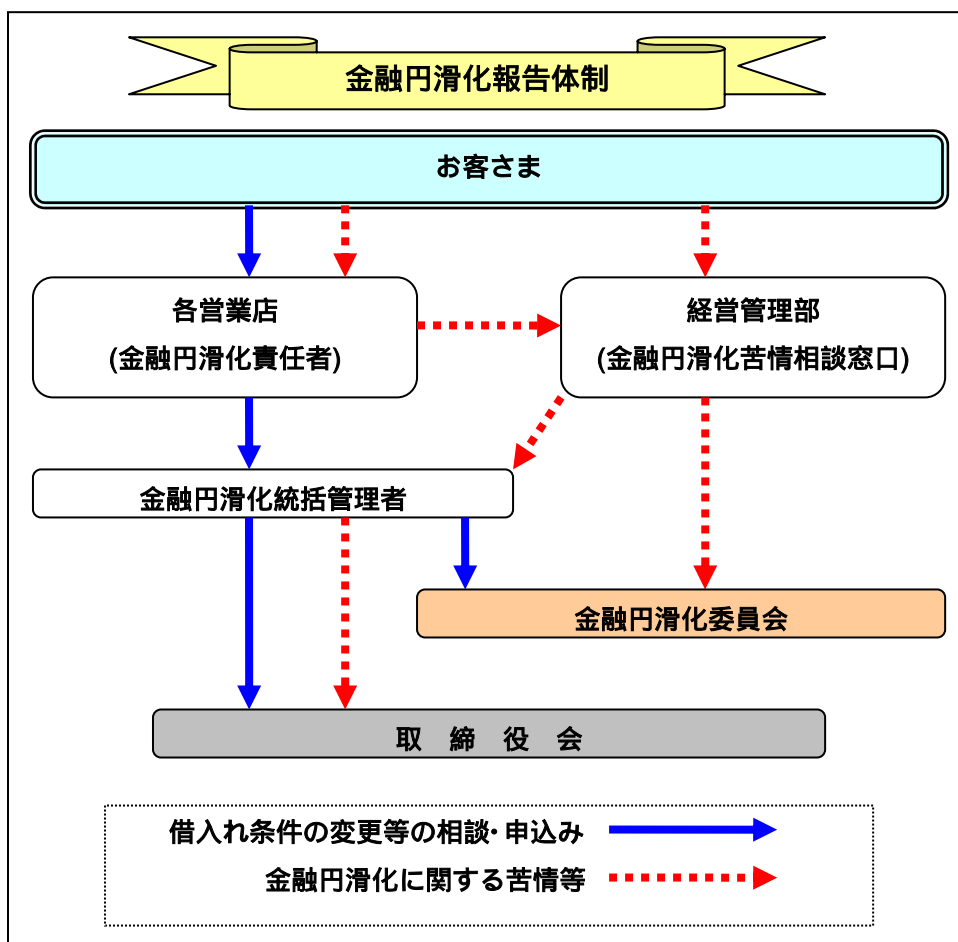 金融円滑化報告体制
お客さま
各営業店
(金融円滑化責任者)
経営管理部
(金融円滑化苦情相談窓口)
金融円滑化統括管理者
金融円滑化委員会
取 締 役 会
借入れ条件の変更等の相談・申込み
金融円滑化に関する苦情等